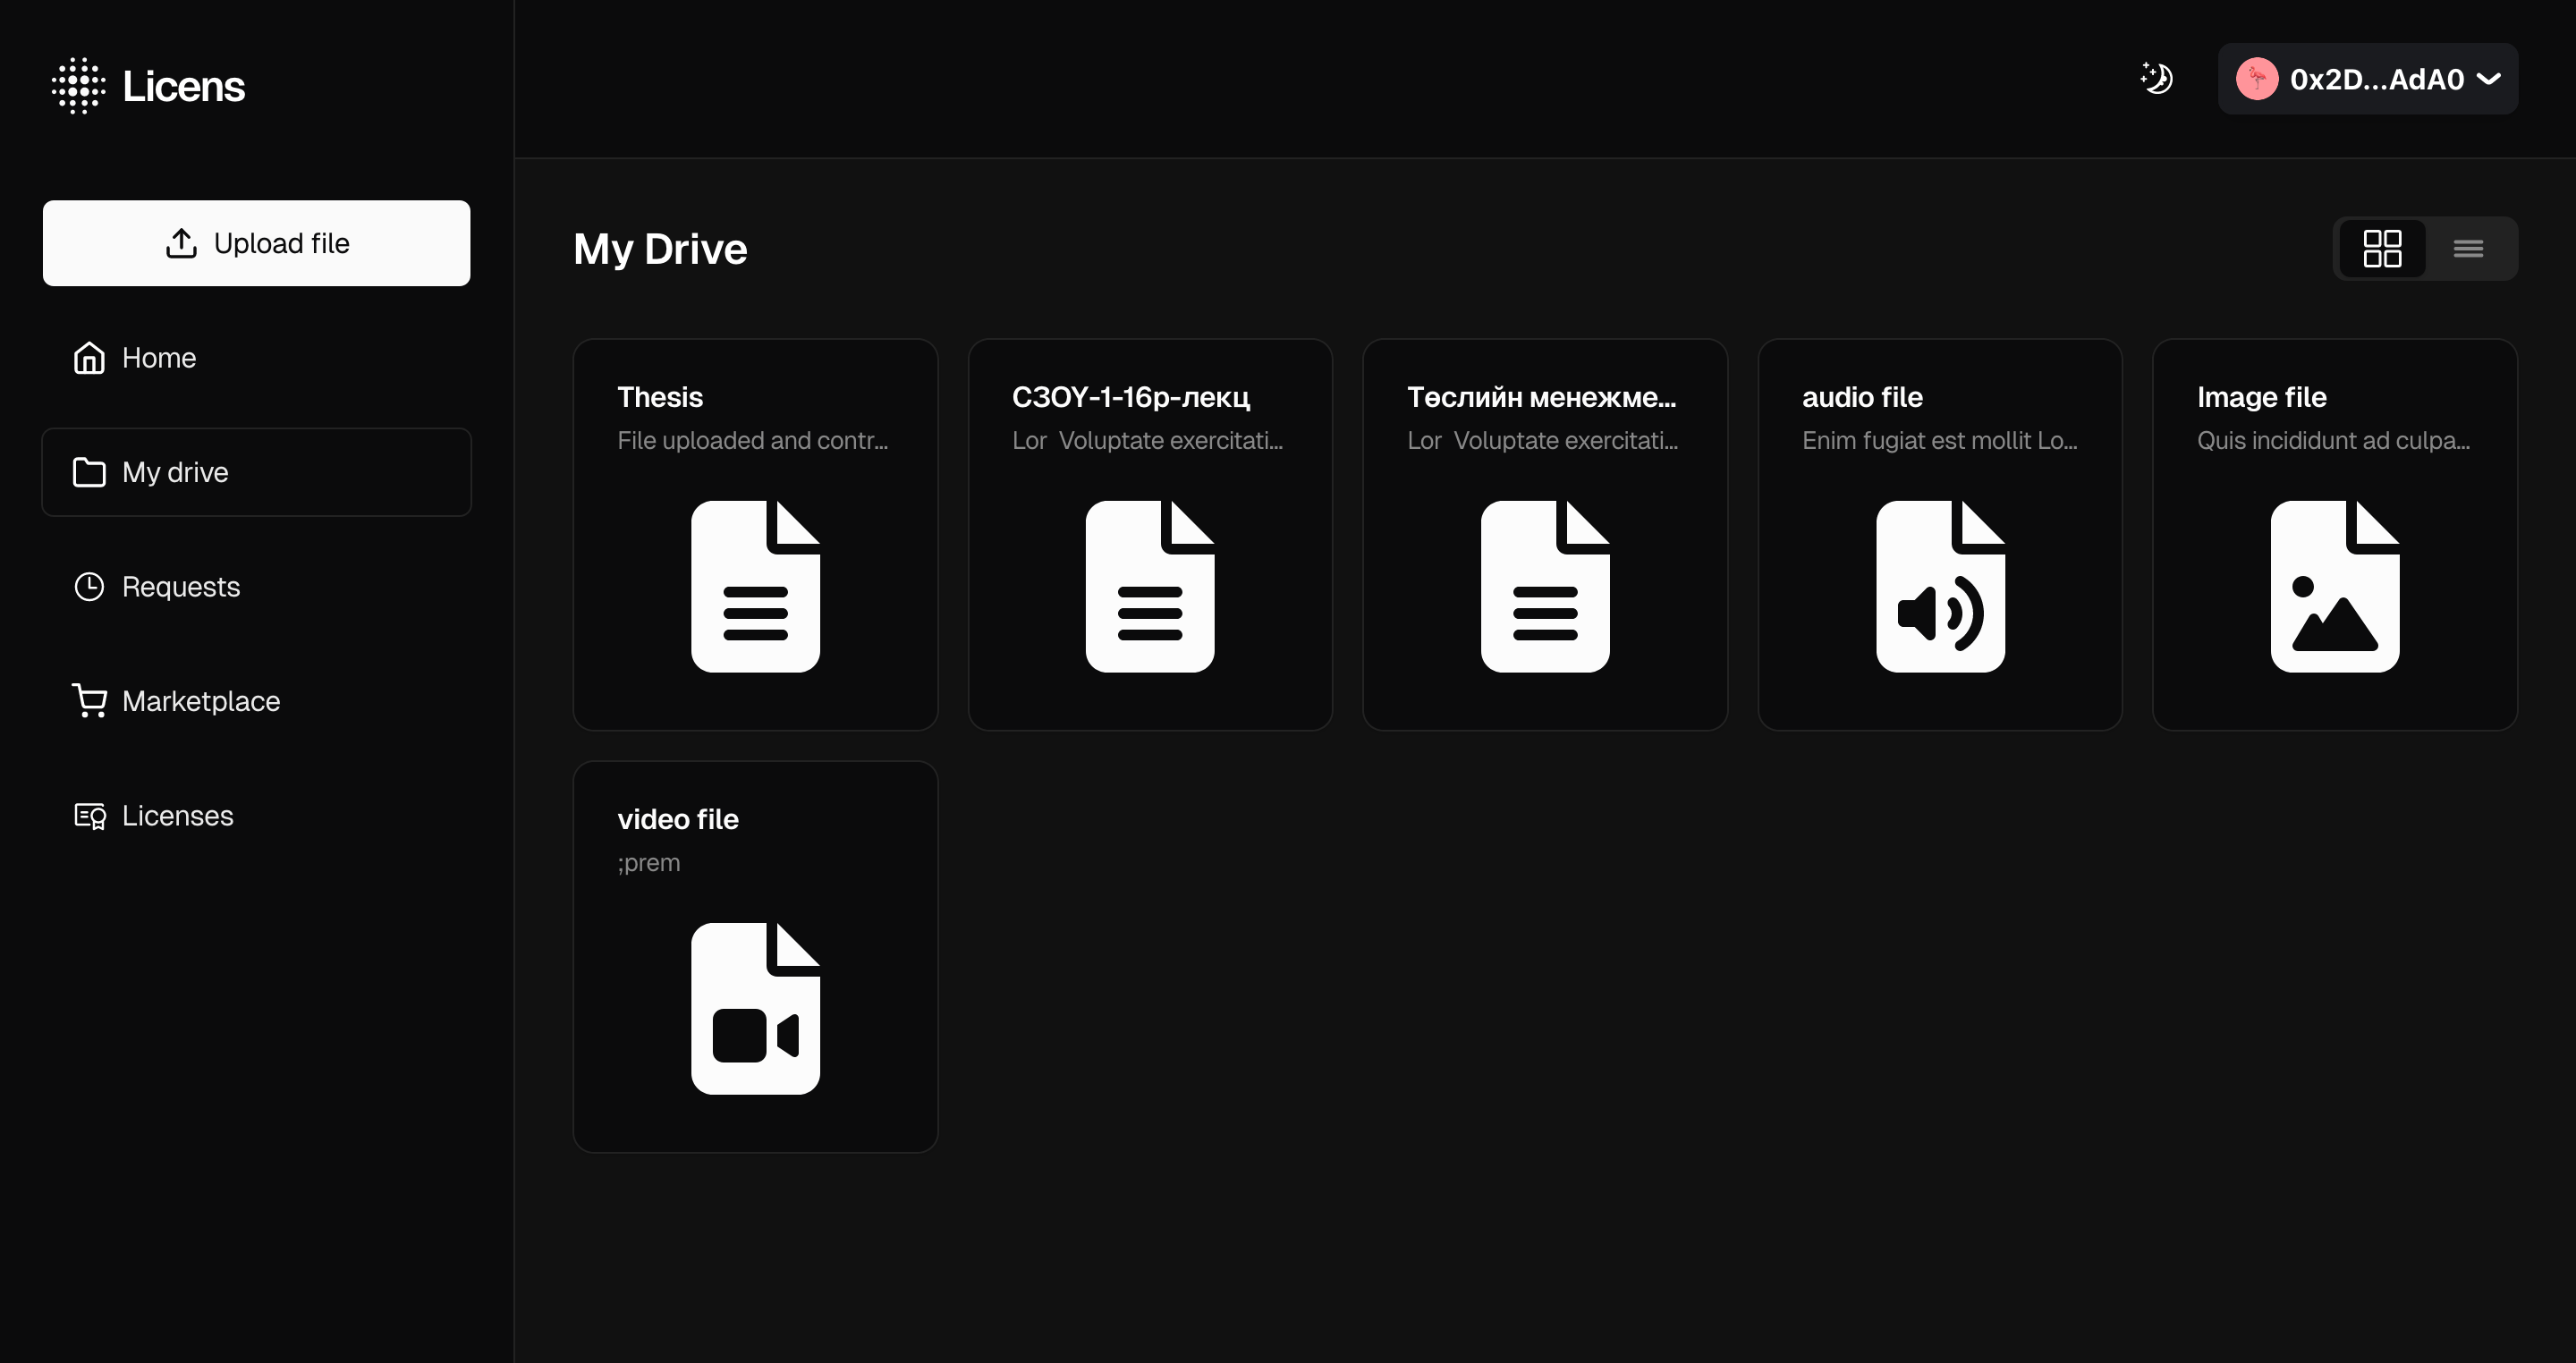 Licens
0x2D...AdA0
Upload file
Home
My drive
Requests
Marketplace
Licenses
My Drive
Thesis
File uploaded and contr...
СЗОҮ-1-16р-лекц
Lor Voluptate exercitati...
Төслийн менежме...
Lor Voluptate exercitati...
audio file
Enim fugiat est mollit Lo...
Image file
Quis incididunt ad culpa...
video file
;prem